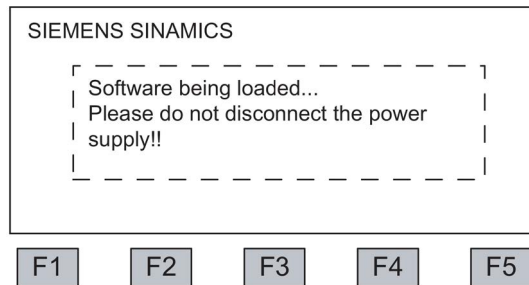 SIEMENS SINAMICS
Software being loaded...
Please do not disconnect the power
supply!!
F1 F2 F3 F4 F5